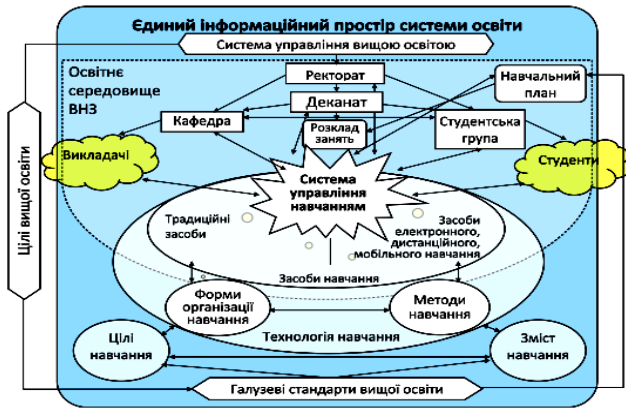 Єдиний інформаційний простір системи освіти
Система управління вищою освітою
Освітнє
середовище
ВНЗ
Ректорат
Навчальний
план
Деканат
Кафедра
Розклад
занять
Студентська
група
Викладачі
Студенти
Система
управління
навчанням
Цілі вищої освіти
Традиційні
засоби
Засоби
електронного,
дистанційного,
мобільного навчання
Засоби навчання
Форми
організації
навчання
Методи
навчання
Технологія навчання
Цілі
навчання
Зміст
навчання
Галузеві стандарти вищої освіти